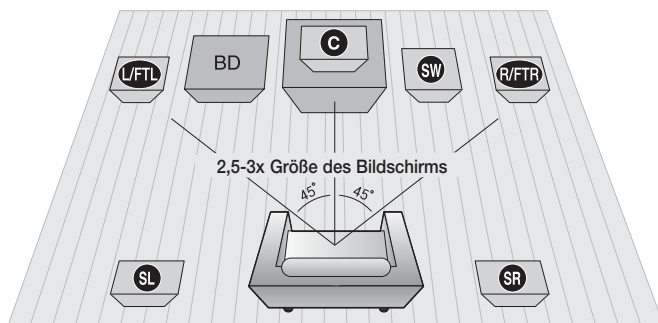 L/FTL
BD
C
SW
R/FTR
2,5-3x Größe des Bildschirms
45° 45°
SL
SR